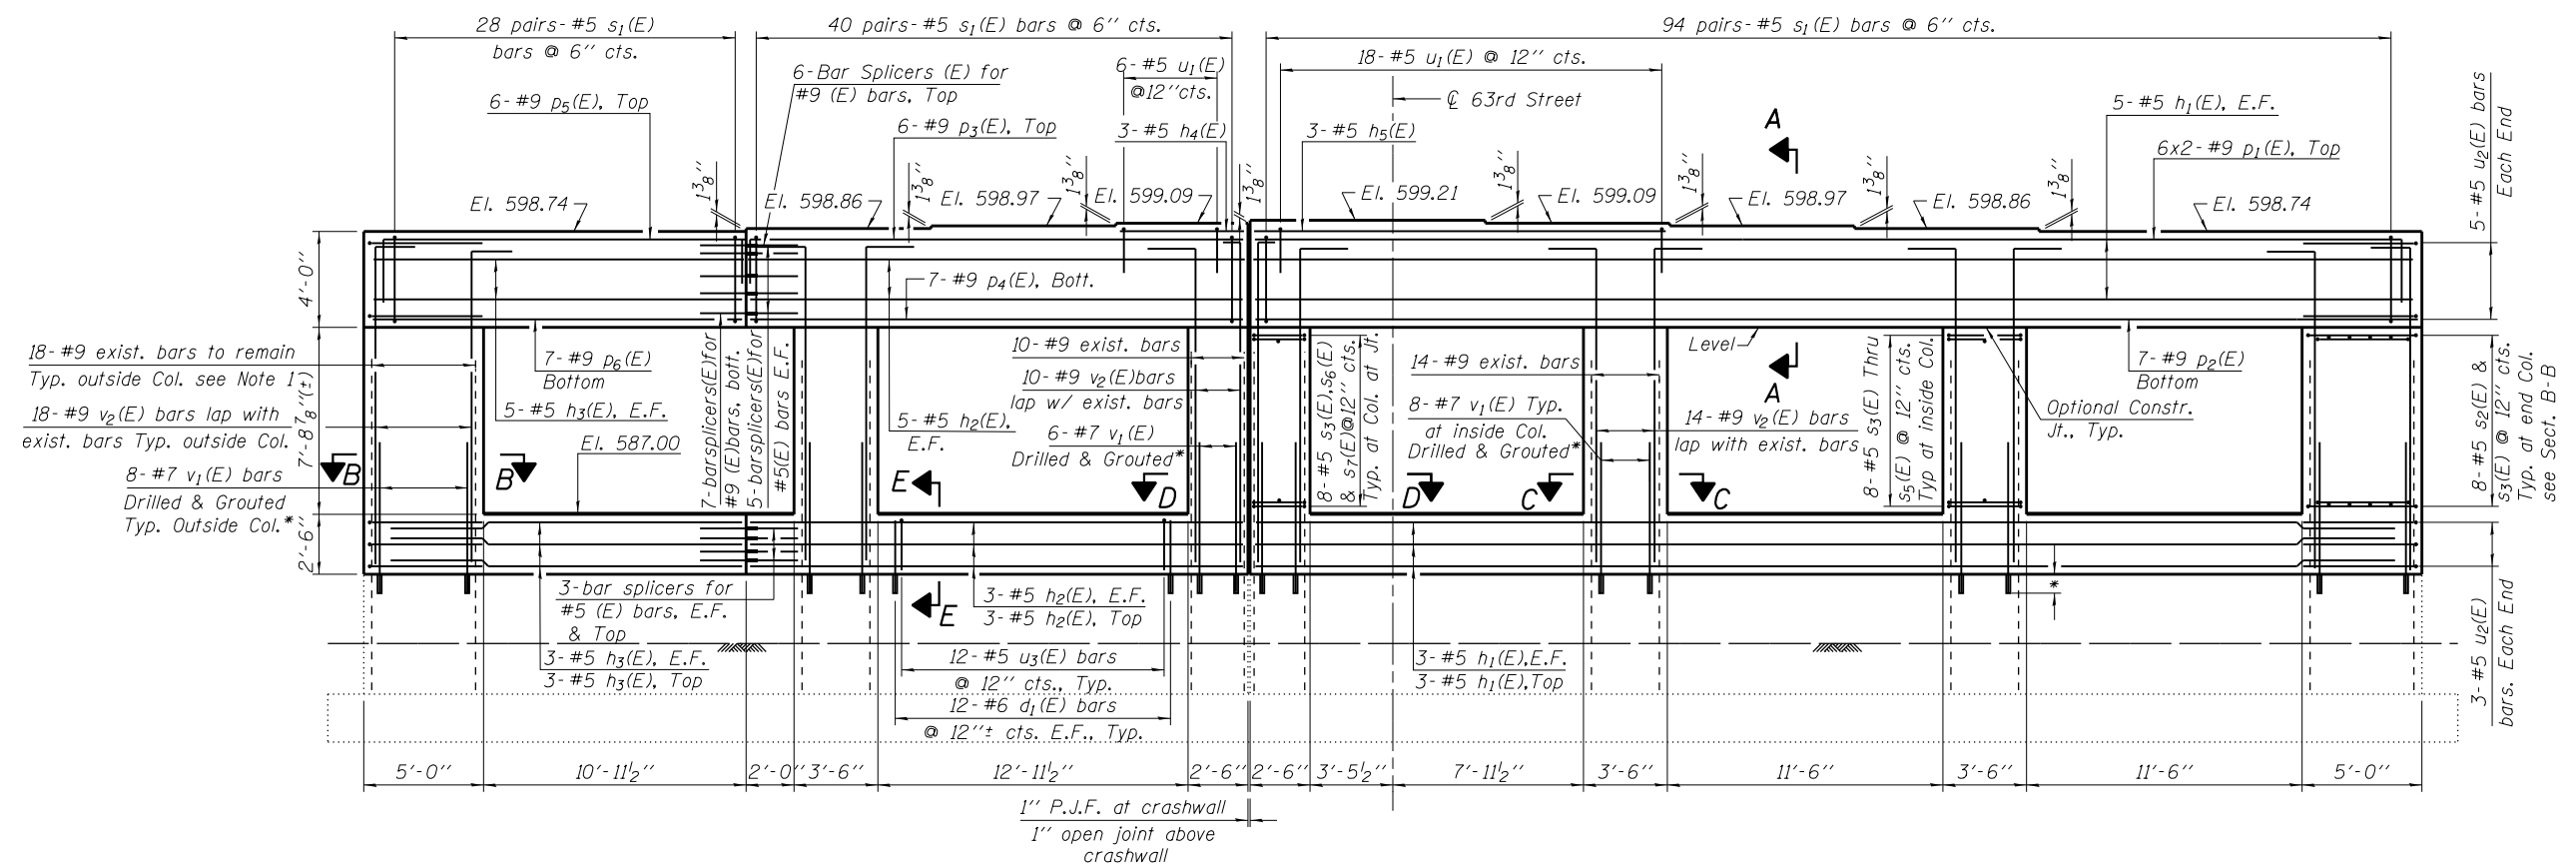 28 pairs- #5 s1(E)
bars @ 6'' cts.
40 pairs- #5 s1(E) bars @ 6'' cts.
94 pairs- #5 s1(E) bars @ 6'' cts.
6-Bar Splicers (E) for
#9 (E) bars, Top
6- #5 u1(E)
@12''cts.
18- #5 u1(E) @ 12'' cts.
℄ 63rd Street
6- #9 p5(E), Top
6- #9 p3(E), Top
3- #5 h4(E)
3- #5 h5(E)
A
5- #5 h1(E), E.F.
6x2- #9 p1(E), Top
5- #5 u2(E) bars
Each End
1 3/8''
1 3/8''
1 3/8''
1 3/8''
1 3/8''
1 3/8''
1 3/8''
1 3/8''
El. 598.74
El. 598.86
El. 598.97
El. 599.09
El. 599.21
El. 599.09
El. 598.97
El. 598.86
El. 598.74
4'-0''
7- #9 p4(E), Bott.
18- #9 exist. bars to remain
Typ. outside Col. see Note 1
18- #9 v2(E) bars lap with
exist. bars Typ. outside Col.
8- #7 v1(E) bars
Drilled & Grouted
Typ. Outside Col.*
7'-8 7/8''(±)
2'-6''
7- #9 p6(E)
Bottom
5- #5 h3(E), E.F.
El. 587.00
7-barsplicers(E)for
#9 (E)bars, bott.
5-barsplicers(E)for
#5(E) bars E.F.
5- #5 h2(E),
E.F.
10- #9 exist. bars
10- #9 v2(E)bars
lap w/ exist. bars
6- #7 v1(E)
Drilled & Grouted*
8- #5 s3(E),s6(E)
& s7(E)@12'' cts.
Typ. at Col. at Jt.
14- #9 exist. bars
8- #7 v1(E) Typ.
at inside Col.
Drilled & Grouted*
Level
A
14- #9 v2(E) bars
lap with exist. bars
8- #5 s3(E) Thru
s5(E) @ 12'' cts.
Typ at inside Col.
7- #9 p2(E)
Bottom
Optional Constr.
Jt., Typ.
8- #5 s2(E) &
s3(E) @ 12'' cts.
Typ. at end Col.
see Sect. B-B
B
B
E
D
D
C
C
E
3-bar splicers for
#5 (E) bars, E.F.
& Top
3- #5 h3(E), E.F.
3- #5 h3(E), Top
3- #5 h2(E), E.F.
3- #5 h2(E), Top
12- #5 u3(E) bars
@ 12'' cts., Typ.
12- #6 d1(E) bars
@ 12''± cts. E.F., Typ.
3- #5 h1(E),E.F.
3- #5 h1(E),Top
*
3- #5 u2(E)
bars. Each End
5'-0''
10'-11 1/2''
2'-0''
3'-6''
12'-11 1/2''
2'-6''
2'-6''
3'-5 1/2''
7'-11 1/2''
3'-6''
11'-6''
3'-6''
11'-6''
5'-0''
1'' P.J.F. at crashwall
1'' open joint above
crashwall